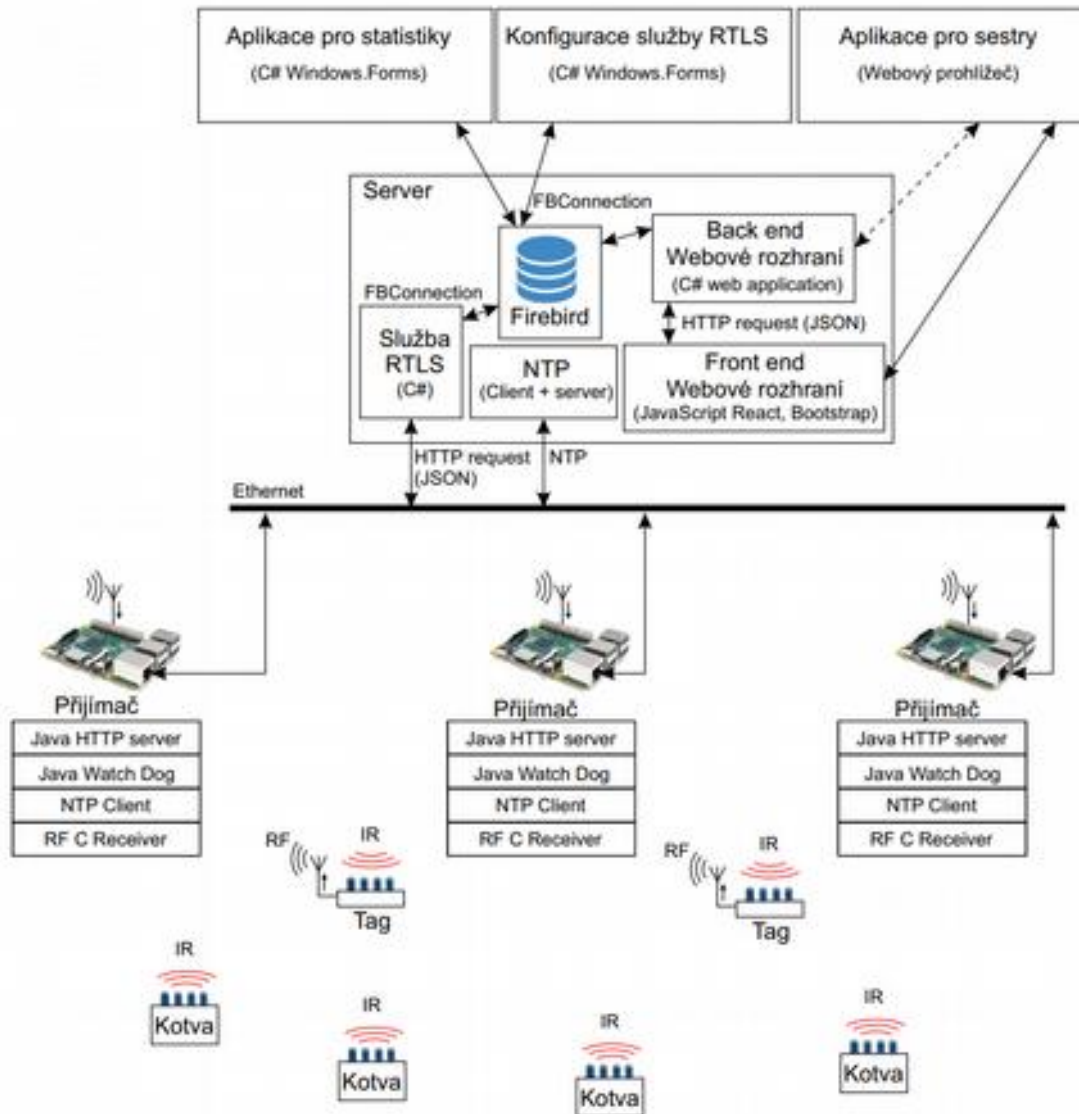 Aplikace pro statistiky
(C# Windows.Forms)
Konfigurace služby RTLS
(C# Windows.Forms)
Aplikace pro sestry
(Webový prohlížeč)
Server
FBConnection
Back end
Webové rozhraní
(C# web application)
FBConnection
Firebird
HTTP request (JSON)
Služba
RTLS
(C#)
NTP
(Client + server)
Front end
Webové rozhraní
(JavaScript React, Bootstrap)
HTTP request
(JSON)
NTP
Ethernet
Přijímač
Java HTTP server
Java Watch Dog
NTP Client
RF C Receiver
Přijímač
Java HTTP server
Java Watch Dog
NTP Client
RF C Receiver
Přijímač
Java HTTP server
Java Watch Dog
NTP Client
RF C Receiver
RF
IR
Tag
RF
IR
Tag
IR
Kotva
IR
Kotva
IR
Kotva
IR
Kotva